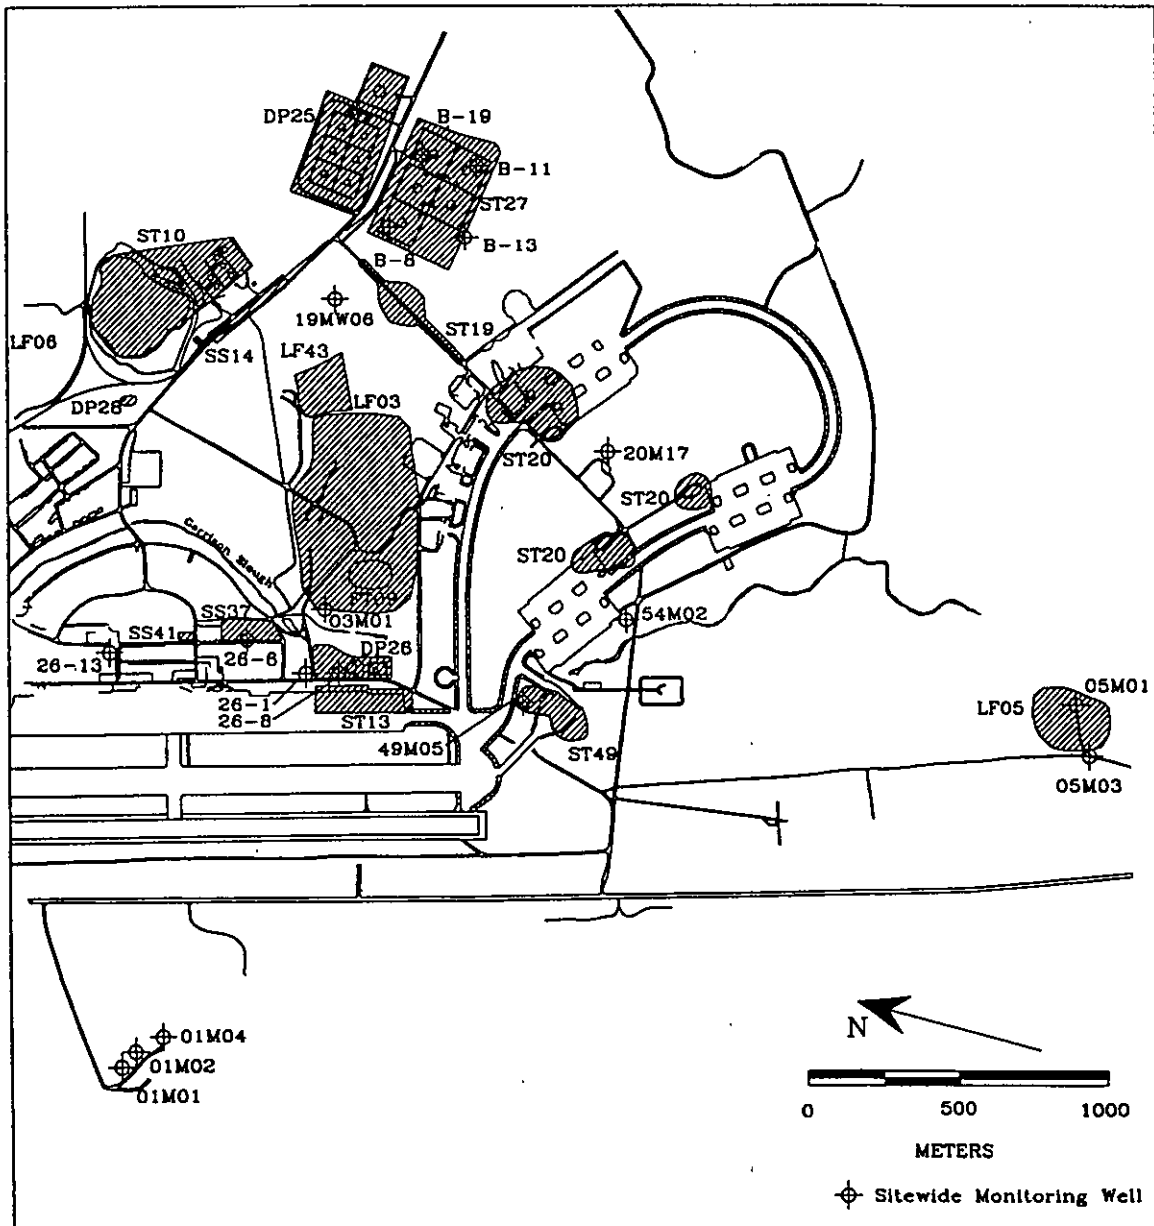 DP25
B-19
B-11
ST27
ST10
B-13
B-8
19MW06
ST19
LF06
SS14
LF43
DP28
LF03
ST20
20M17
ST20
Garrison Slough
ST20
ST09
SS37
03M01
54M02
SS41
26-13
26-6
DP26
26-1
26-8
ST13
05M01
LF05
49M05
ST49
05M03
01M04
01M02
01M01
N
0 500 1000
METERS
Sitewide Monitoring Well